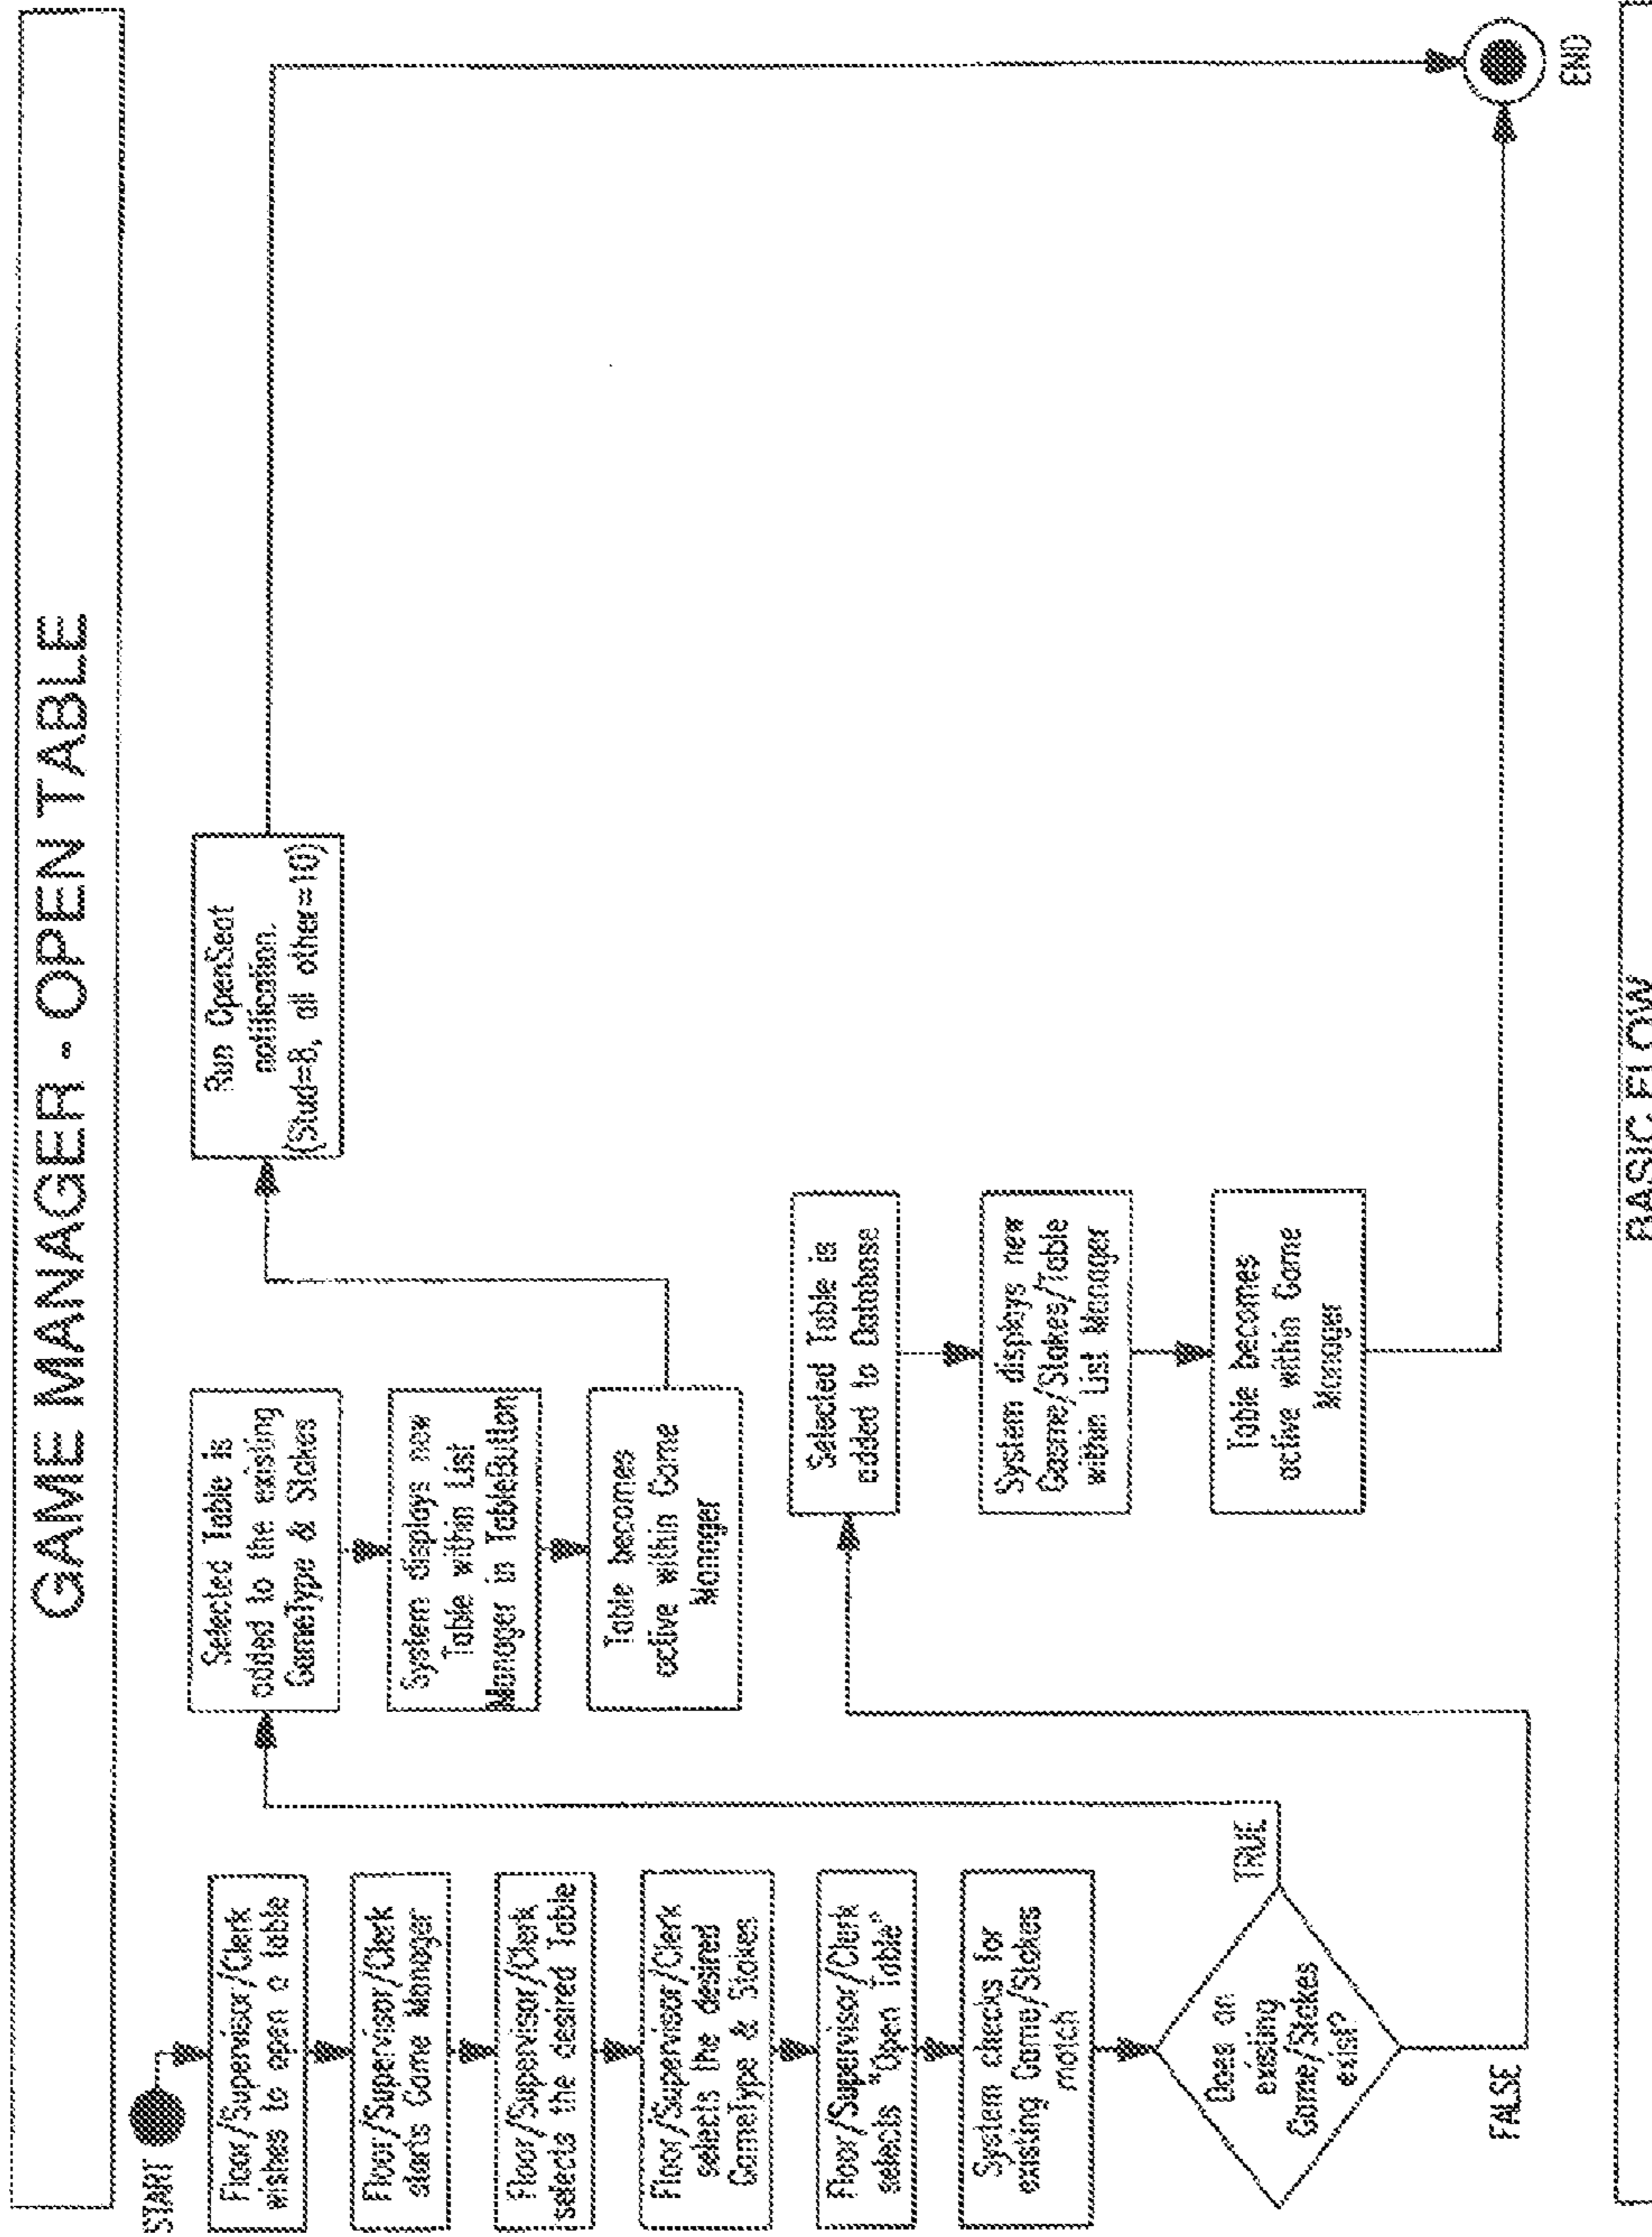 GAME MANAGER - OPEN TABLE
START
Floor/Supervisor/Clerk
wishes to open a table
Floor/Supervisor/Clerk
starts Game Manager
Floor/Supervisor/Clerk
selects the desired Table
Floor/Supervisor/Clerk
selects the desired
GameType & Stakes
Floor/Supervisor/Clerk
selects "Open Table"
System checks for
existing Game/Stakes
match
Does an
existing
Game/Stakes
exist?
TRUE
FALSE
Selected Table is
added to the existing
GameType & Stakes
System displays new
Table within List
Manager in TableButton
Table becomes
active within Game
Manager
Run OpenSeat
notification.
(Stud=8, all other=10)
Selected Table is
added to Database
System displays new
Game/Stakes/Table
within List Manager
Table becomes
active within Game
Manager
END
BASIC FLOW